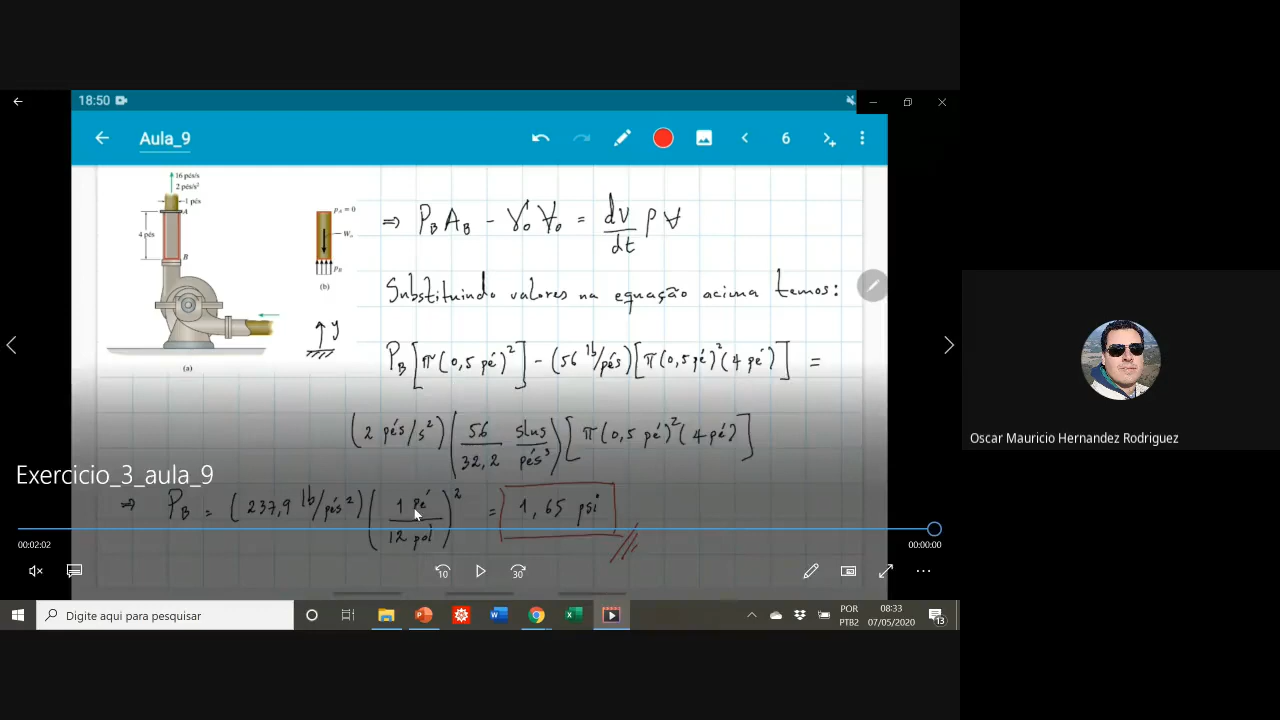 18:50
Aula_9
6
16 pés/s
2 pés/s²
1 pés
A
4 pés
B
(a)
p_A = 0
W_o
p_B
(b)
y
⇒ P_B A_B - γ_o V_o = dv/dt ρ V
Substituindo valores na equação acima temos:
P_B [π(0,5 pé)²] - (56 lb/pés)[π(0,5 pé)²(4 pé)] =
(2 pés/s²)(56/32,2 slus/pés³)[π(0,5 pé)²(4 pé)]
Exercicio_3_aula_9
⇒ P_B = (237,9 lb/pés²)(1 pé/12 pol)² = 1,65 psi
00:02:02
00:00:00
10
30
Digite aqui para pesquisar
POR
PTB2
08:33
07/05/2020
13
Oscar Mauricio Hernandez Rodriguez